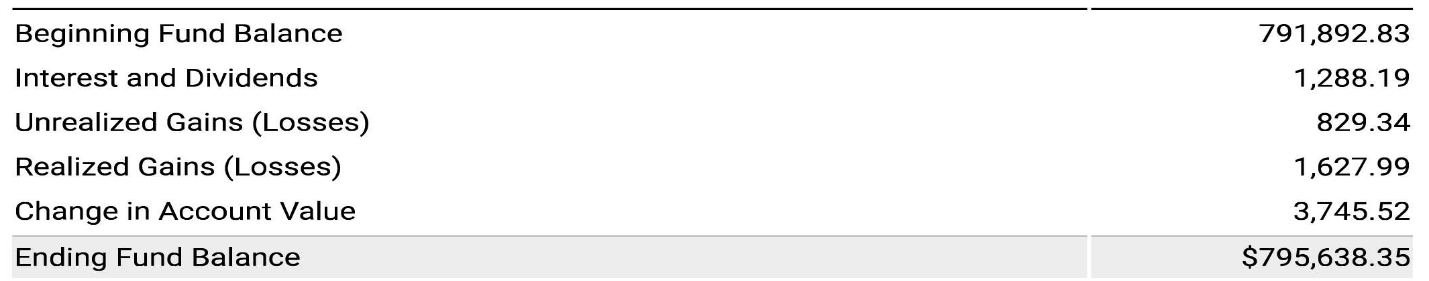 Beginning Fund Balance 791,892.83
Interest and Dividends 1,288.19
Unrealized Gains (Losses) 829.34
Realized Gains (Losses) 1,627.99
Change in Account Value 3,745.52
Ending Fund Balance $795,638.35